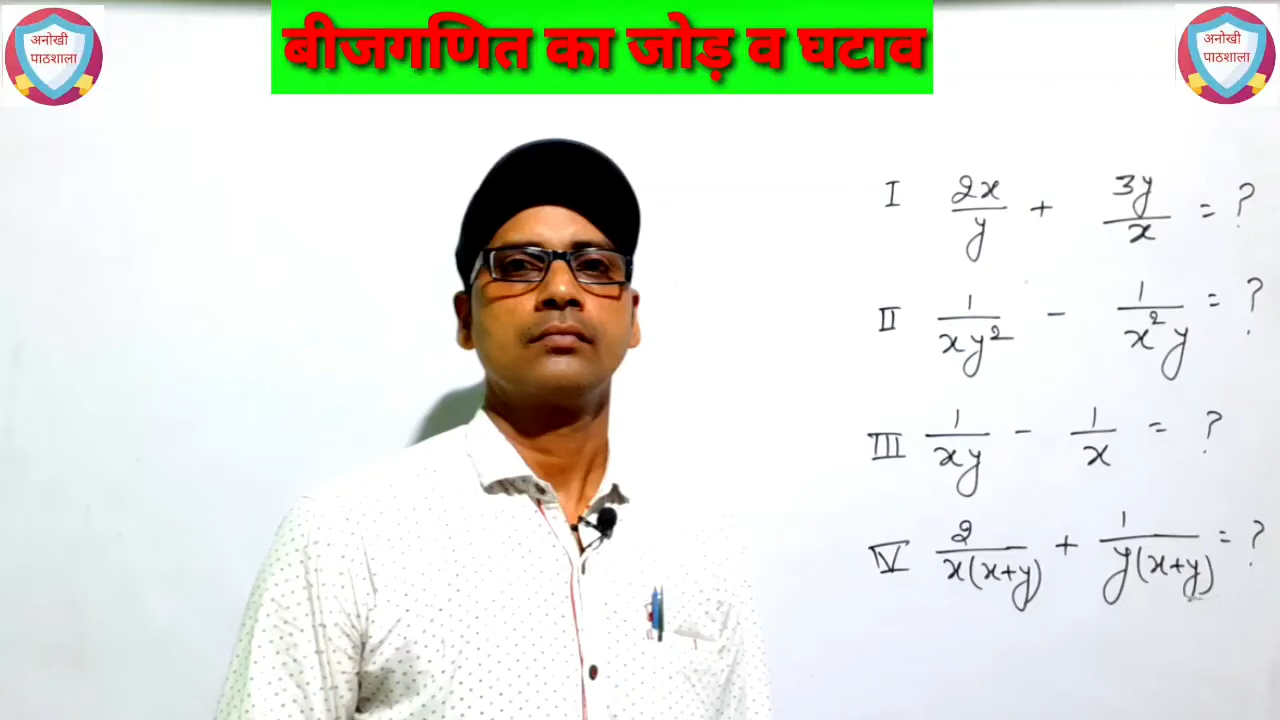 अनोखी
पाठशाला
बीजगणित का जोड़ व घटाव
अनोखी
पाठशाला
I 2x/y + 3y/x = ?
II 1/xy² - 1/x²y = ?
III 1/xy - 1/x = ?
IV 2/x(x+y) + 1/y(x+y) = ?